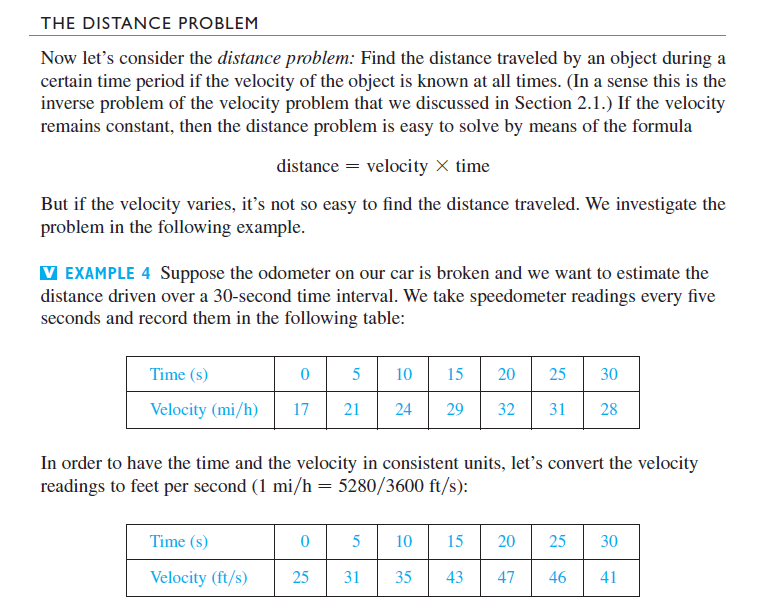 THE DISTANCE PROBLEM
Now let's consider the distance problem: Find the distance traveled by an object during a
certain time period if the velocity of the object is known at all times. (In a sense this is the
inverse problem of the velocity problem that we discussed in Section 2.1.) If the velocity
remains constant, then the distance problem is easy to solve by means of the formula
distance = velocity × time
But if the velocity varies, it's not so easy to find the distance traveled. We investigate the
problem in the following example.
V EXAMPLE 4 Suppose the odometer on our car is broken and we want to estimate the
distance driven over a 30-second time interval. We take speedometer readings every five
seconds and record them in the following table:
Time (s) 0 5 10 15 20 25 30
Velocity (mi/h) 17 21 24 29 32 31 28
In order to have the time and the velocity in consistent units, let's convert the velocity
readings to feet per second (1 mi/h = 5280/3600 ft/s):
Time (s) 0 5 10 15 20 25 30
Velocity (ft/s) 25 31 35 43 47 46 41